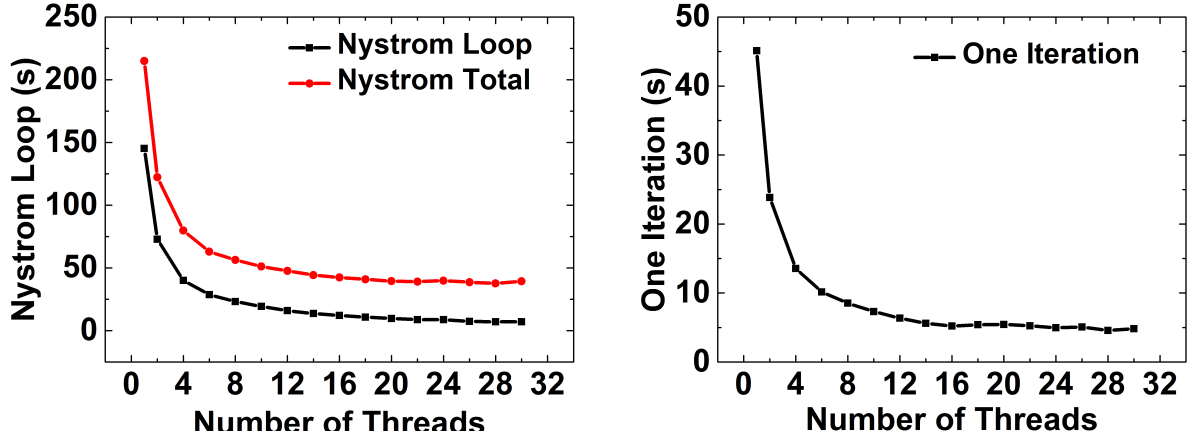 250
200
150
100
50
0
Nystrom Loop (s)
Nystrom Loop
Nystrom Total
0 4 8 12 16 20 24 28 32
Number of Threads
50
40
30
20
10
0
One Iteration (s)
One Iteration
0 4 8 12 16 20 24 28 32
Number of Threads